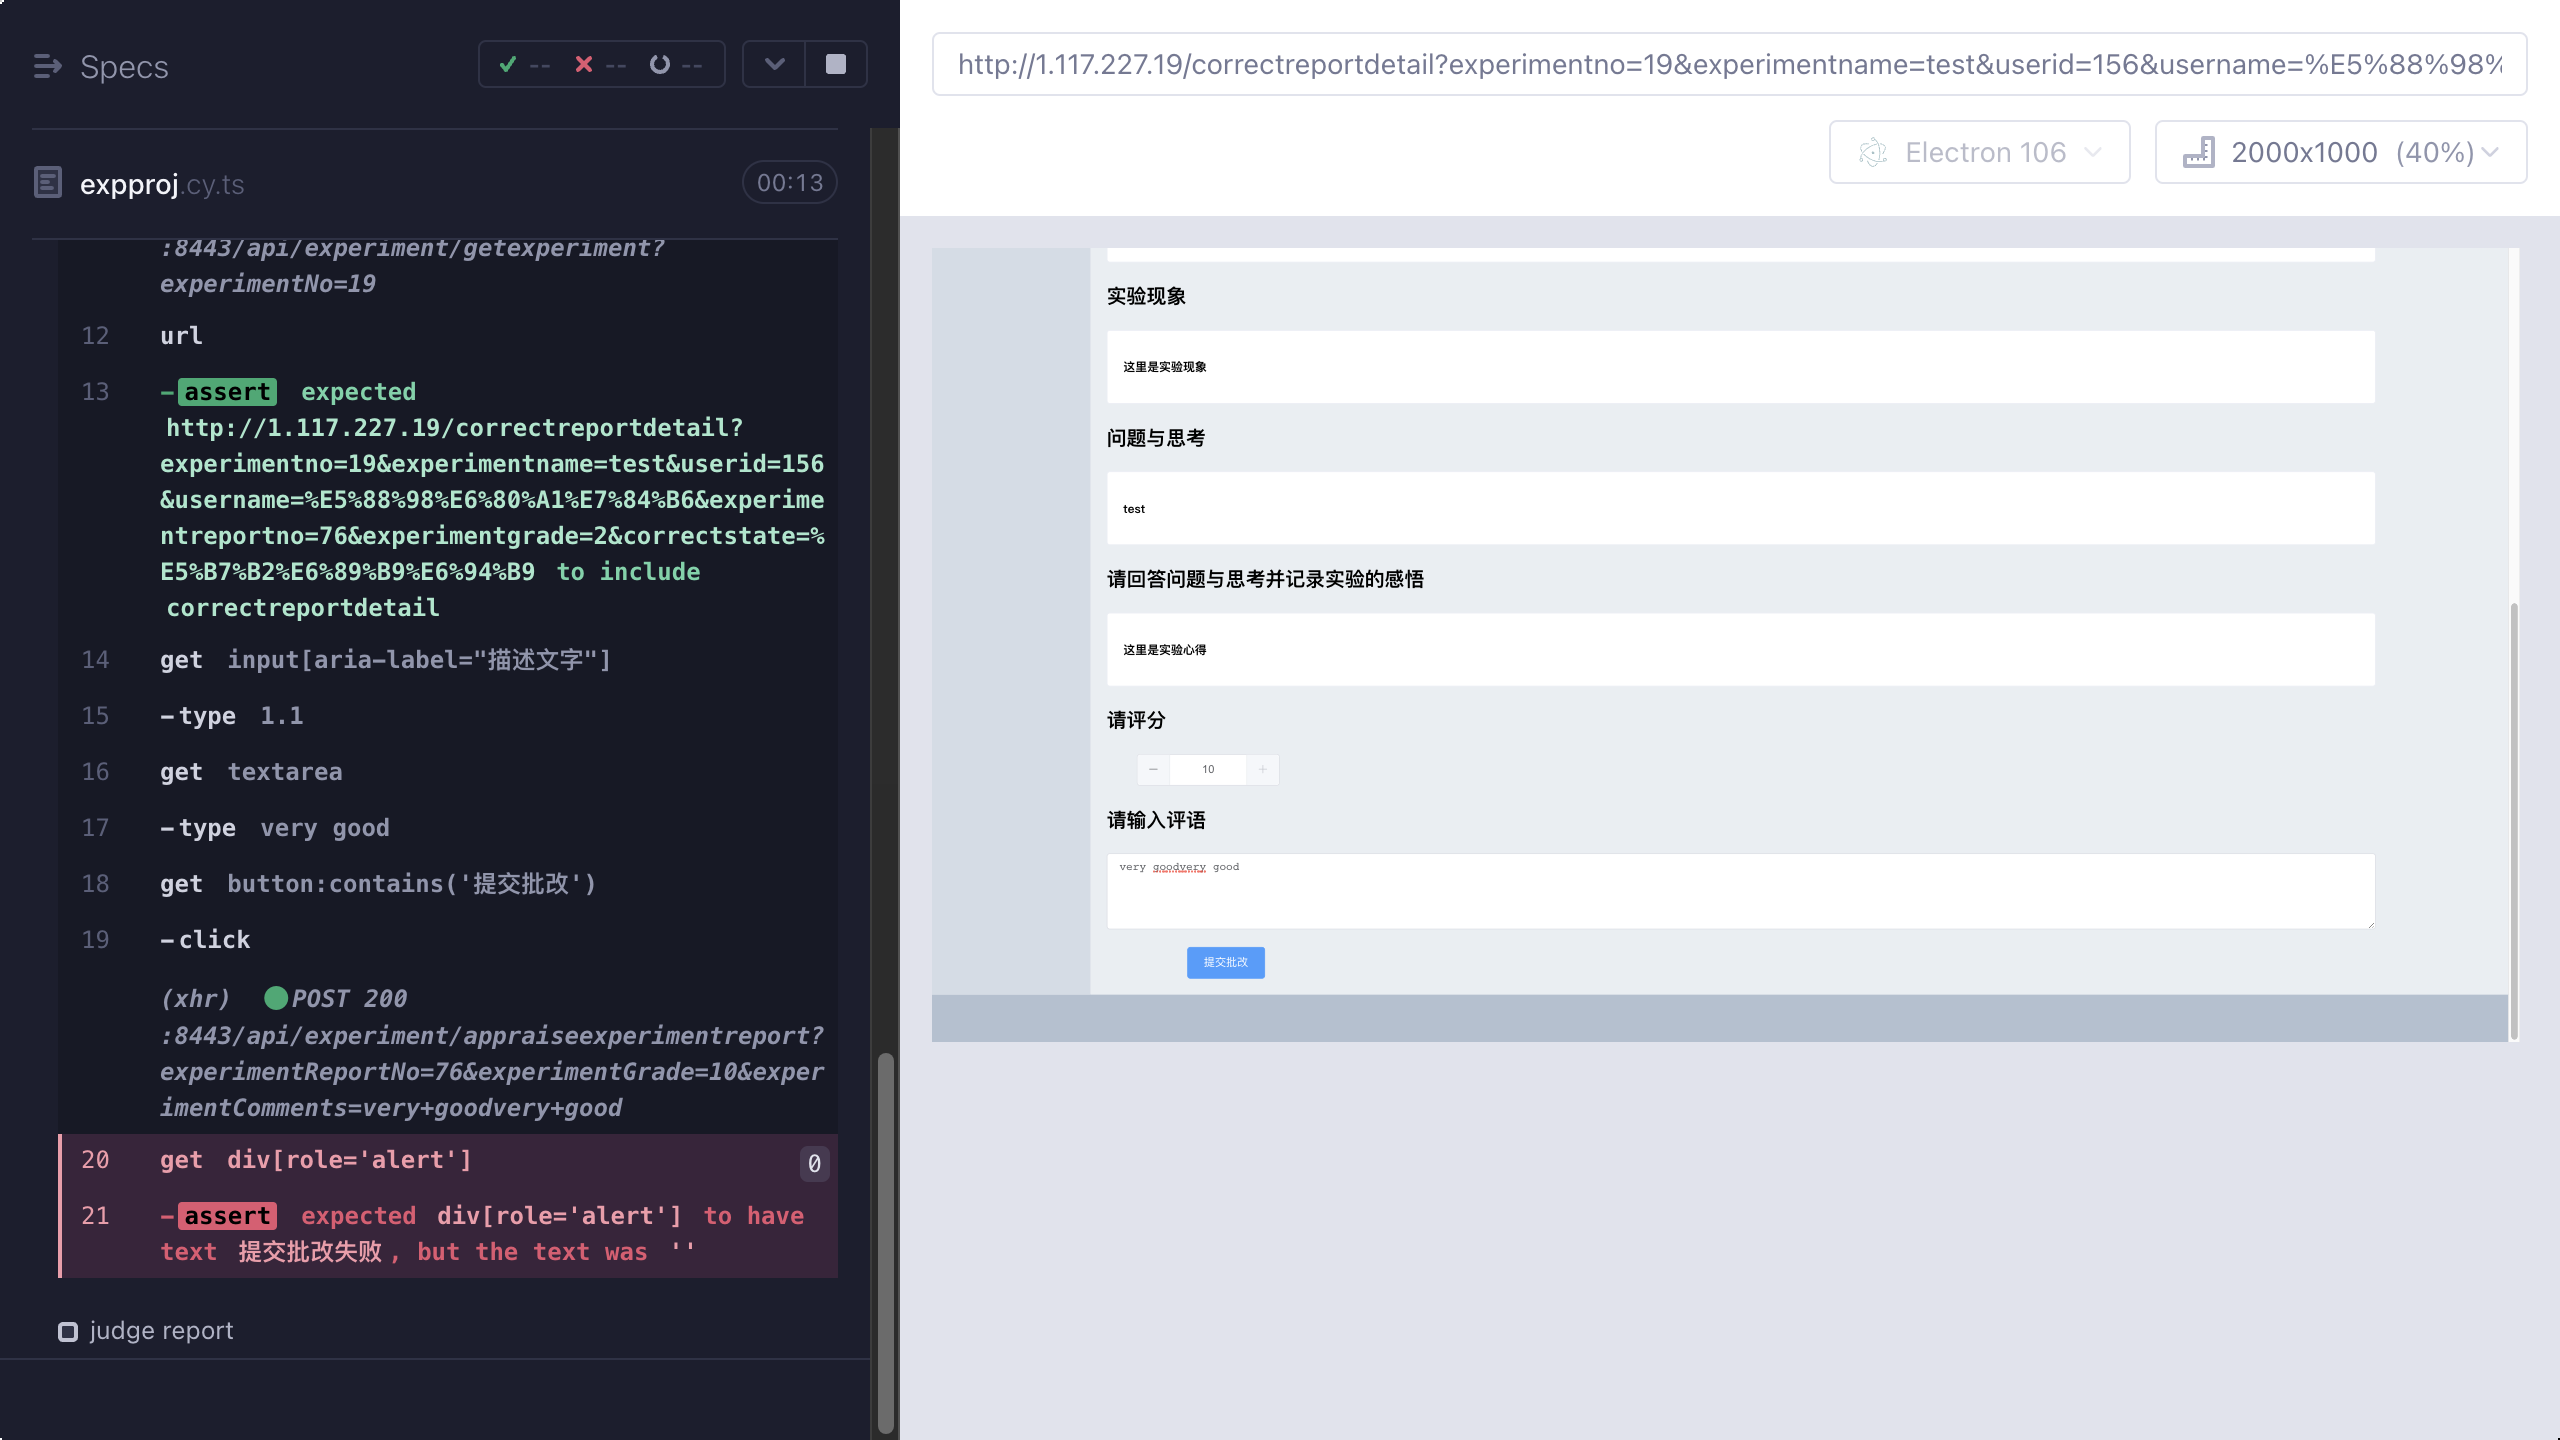 Specs
-- -- --
expproj.cy.ts
00:13
:8443/api/experiment/getexperiment?
experimentNo=19
12 url
13 -assert expected
http://1.117.227.19/correctreportdetail?
experimentno=19&experimentname=test&userid=156
&username=%E5%88%98%E6%80%A1%E7%84%B6&experime
ntreportno=76&experimentgrade=2&correctstate=%
E5%B7%B2%E6%89%B9%E6%94%B9 to include
correctreportdetail
14 get input[aria-label="描述文字"]
15 -type 1.1
16 get textarea
17 -type very good
18 get button:contains('提交批改')
19 -click
(xhr) POST 200
:8443/api/experiment/appraiseexperimentreport?
experimentReportNo=76&experimentGrade=10&exper
imentComments=very+goodvery+good
20 get div[role='alert'] 0
21 -assert expected div[role='alert'] to have
text 提交批改失败, but the text was ''
judge report
http://1.117.227.19/correctreportdetail?experimentno=19&experimentname=test&userid=156&username=%E5%88%98%
Electron 106
2000x1000 (40%)
实验现象
这里是实验现象
问题与思考
test
请回答问题与思考并记录实验的感悟
这里是实验心得
请评分
− 10 +
请输入评语
very goodvery good
提交批改